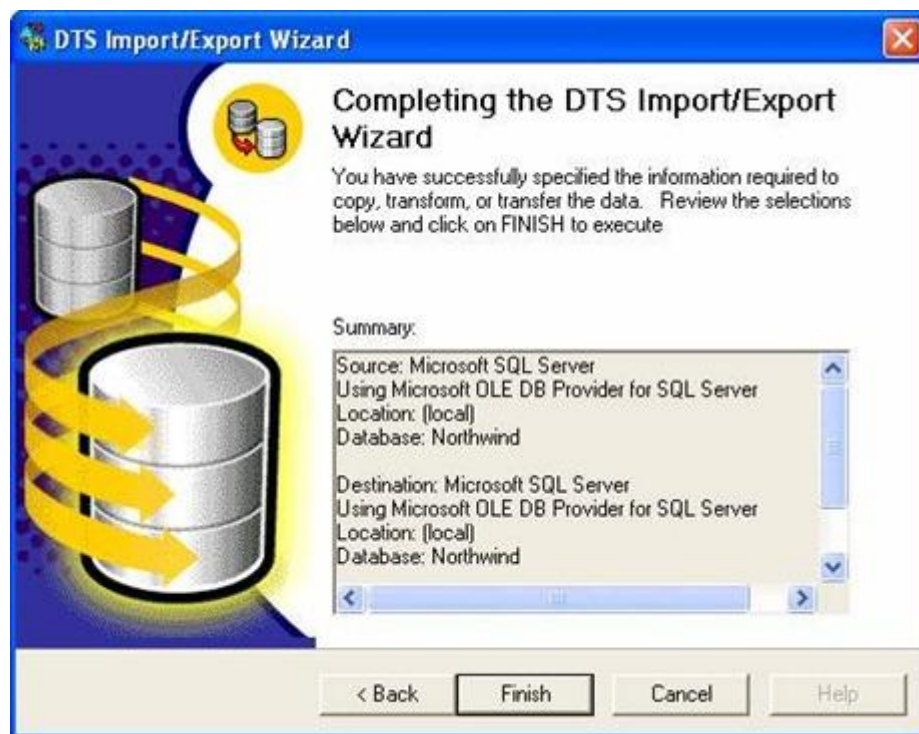 DTS Import/Export Wizard
Completing the DTS Import/Export
Wizard
You have successfully specified the information required to
copy, transform, or transfer the data. Review the selections
below and click on FINISH to execute
Summary:
Source: Microsoft SQL Server
Using Microsoft OLE DB Provider for SQL Server
Location: (local)
Database: Northwind
Destination: Microsoft SQL Server
Using Microsoft OLE DB Provider for SQL Server
Location: (local)
Database: Northwind
< Back Finish Cancel Help